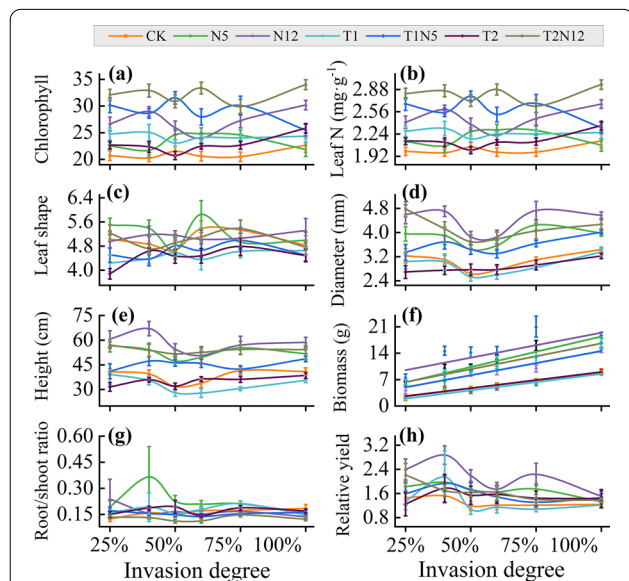 CK N5 N12 T1 T1N5 T2 T2N12
(a)
Chlorophyll
35
30
25
20
(b)
Leaf N (mg·g⁻¹)
2.88
2.56
2.24
1.92
(c)
Leaf shape
6.4
5.6
4.8
4.0
(d)
Diameter (mm)
4.8
4.0
3.2
2.4
(e)
Height (cm)
75
60
45
30
(f)
Biomass (g)
21
14
7
0
(g)
Root/shoot ratio
0.60
0.45
0.30
0.15
(h)
Relative yield
3.2
2.4
1.6
0.8
25% 50% 75% 100%
Invasion degree
25% 50% 75% 100%
Invasion degree